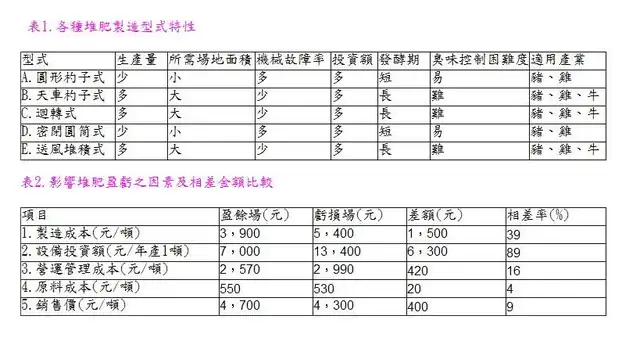 表1.各種堆肥製造型式特性
型式 生產量 所需場地面積 機械故障率 投資額 發酵期 臭味控制困難度 適用產業
A.圓形杓子式 少 小 多 多 短 易 豬、雞
B.天車杓子式 多 大 少 多 長 難 豬、雞、牛
C.迴轉式 多 大 少 多 長 難 豬、雞、牛
D.密閉圓筒式 少 小 多 多 短 易 豬、雞
E.送風堆積式 多 大 少 多 長 難 豬、雞、牛
表2.影響堆肥盈虧之因素及相差金額比較
項目 盈餘場(元) 虧損場(元) 差額(元) 相差率(%)
1.製造成本(元/噸) 3,900 5,400 1,500 39
2.設備投資額(元/年產1噸) 7,000 13,400 6,300 89
3.營運管理成本(元/噸) 2,570 2,990 420 16
4.原料成本(元/噸) 550 530 20 4
5.銷售價(元/噸) 4,700 4,300 400 9